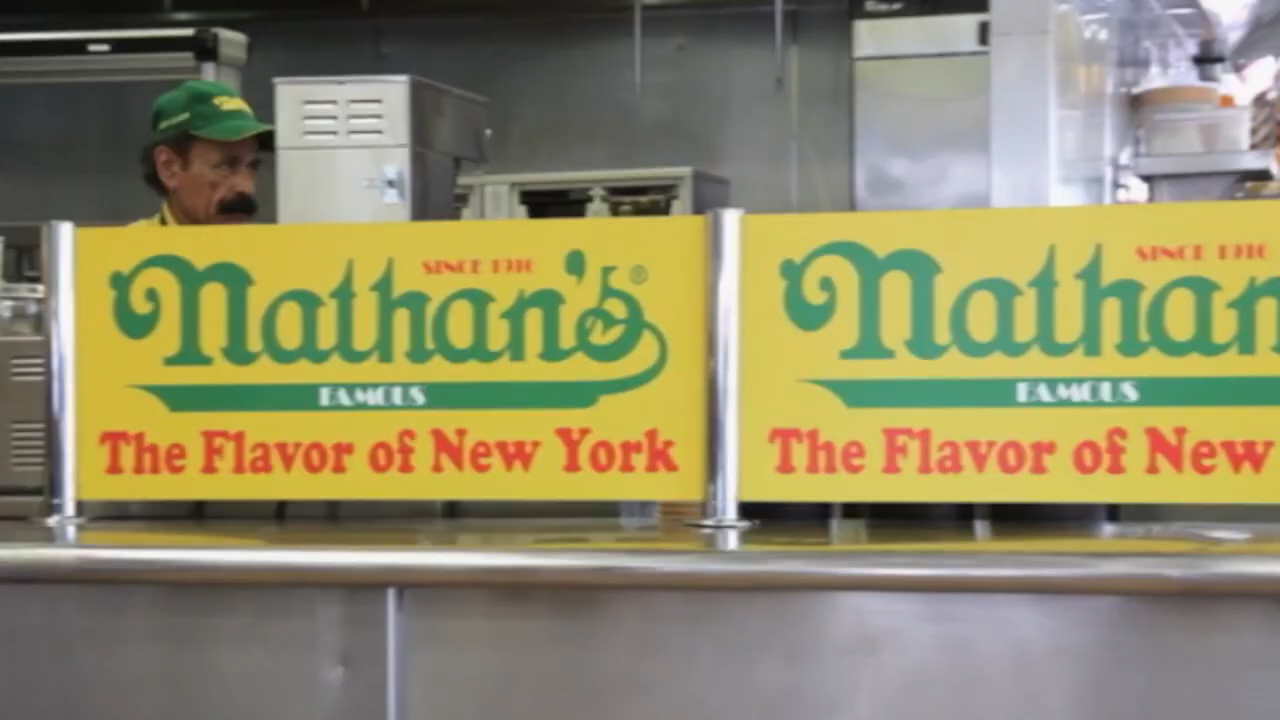 SINCE 1916
Nathan's®
FAMOUS
The Flavor of New York
SINCE 1916
Nathan
FAMOUS
The Flavor of New